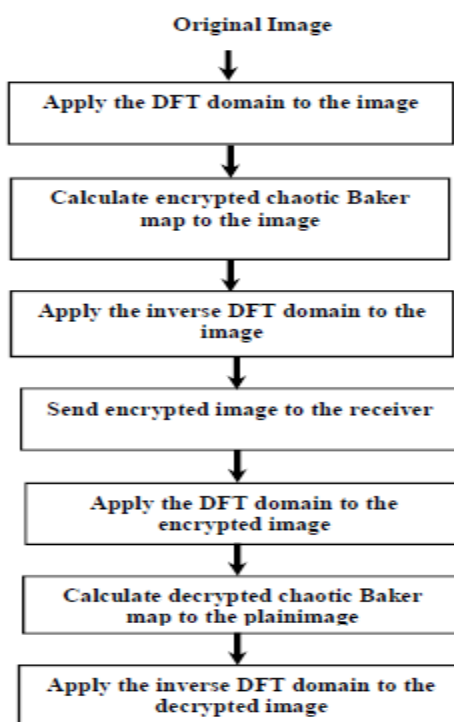 Original Image
Apply the DFT domain to the image
Calculate encrypted chaotic Baker
map to the image
Apply the inverse DFT domain to the
image
Send encrypted image to the receiver
Apply the DFT domain to the
encrypted image
Calculate decrypted chaotic Baker
map to the plainimage
Apply the inverse DFT domain to the
decrypted image